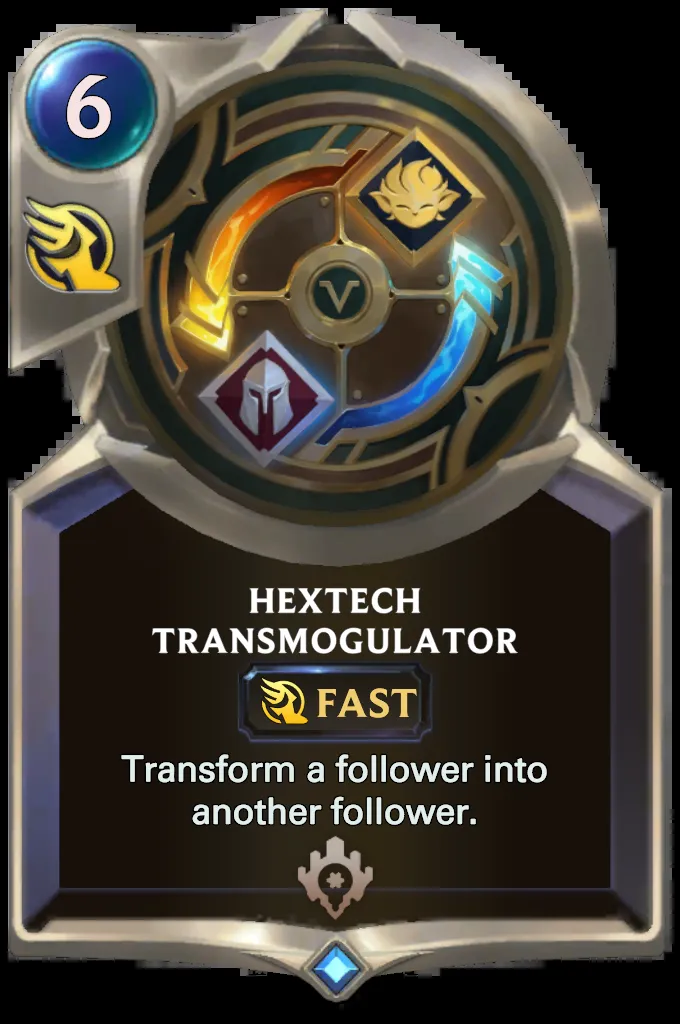 6
V
HEXTECH
TRANSMOGULATOR
FAST
Transform a follower into
another follower.